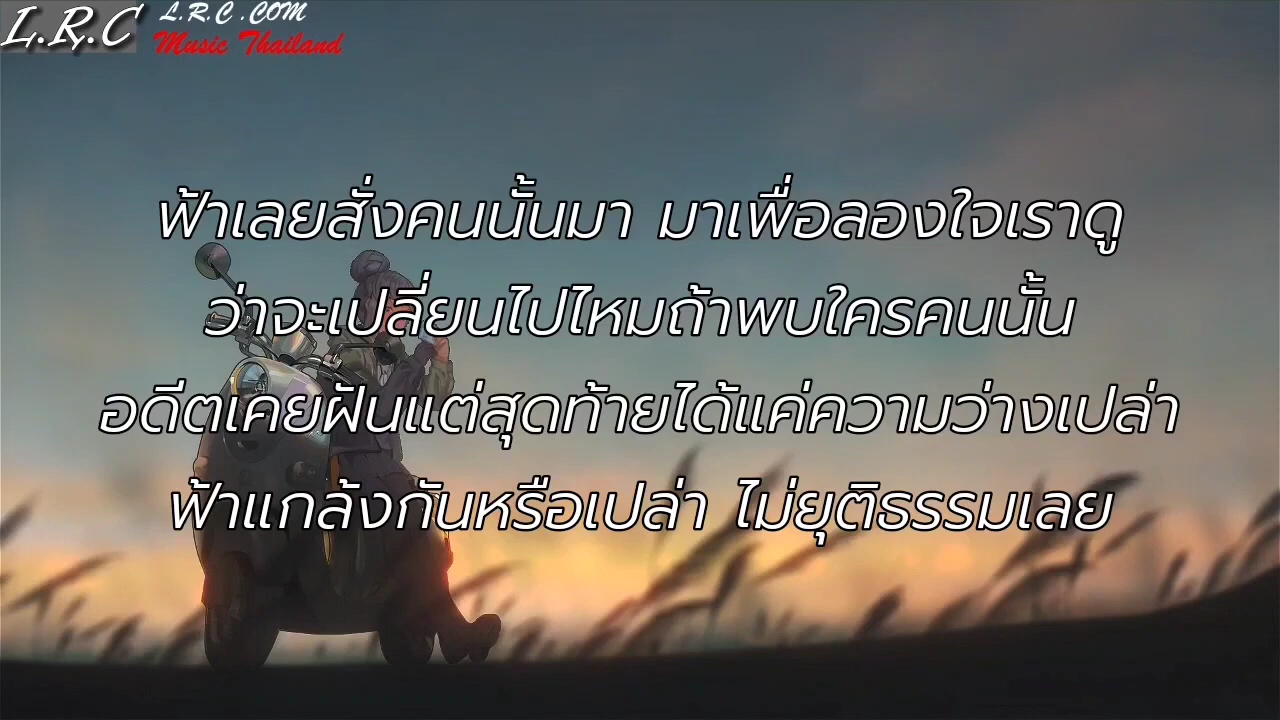 L.R.C
L.R.C .COM
Music Thailand
ฟ้าเลยสั่งคนนั้นมา มาเพื่อลองใจเราดู
ว่าจะเปลี่ยนไปไหมถ้าพบใครคนนั้น
อดีตเคยฝันแต่สุดท้ายได้แค่ความว่างเปล่า
ฟ้าแกล้งกันหรือเปล่า ไม่ยุติธรรมเลย